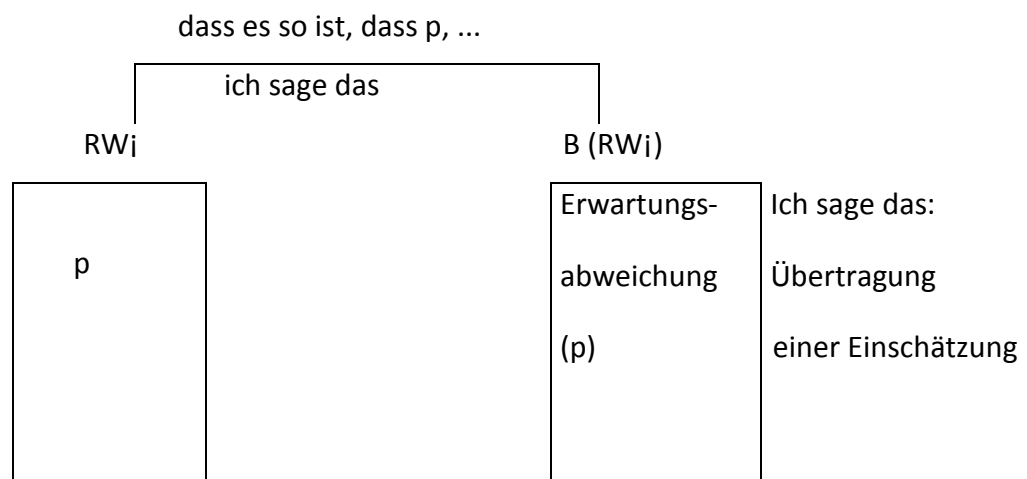 dass es so ist, dass p, ...
ich sage das
RWi
B (RWi)
Erwartungs-
abweichung
(p)
Ich sage das:
Übertragung
einer Einschätzung
p